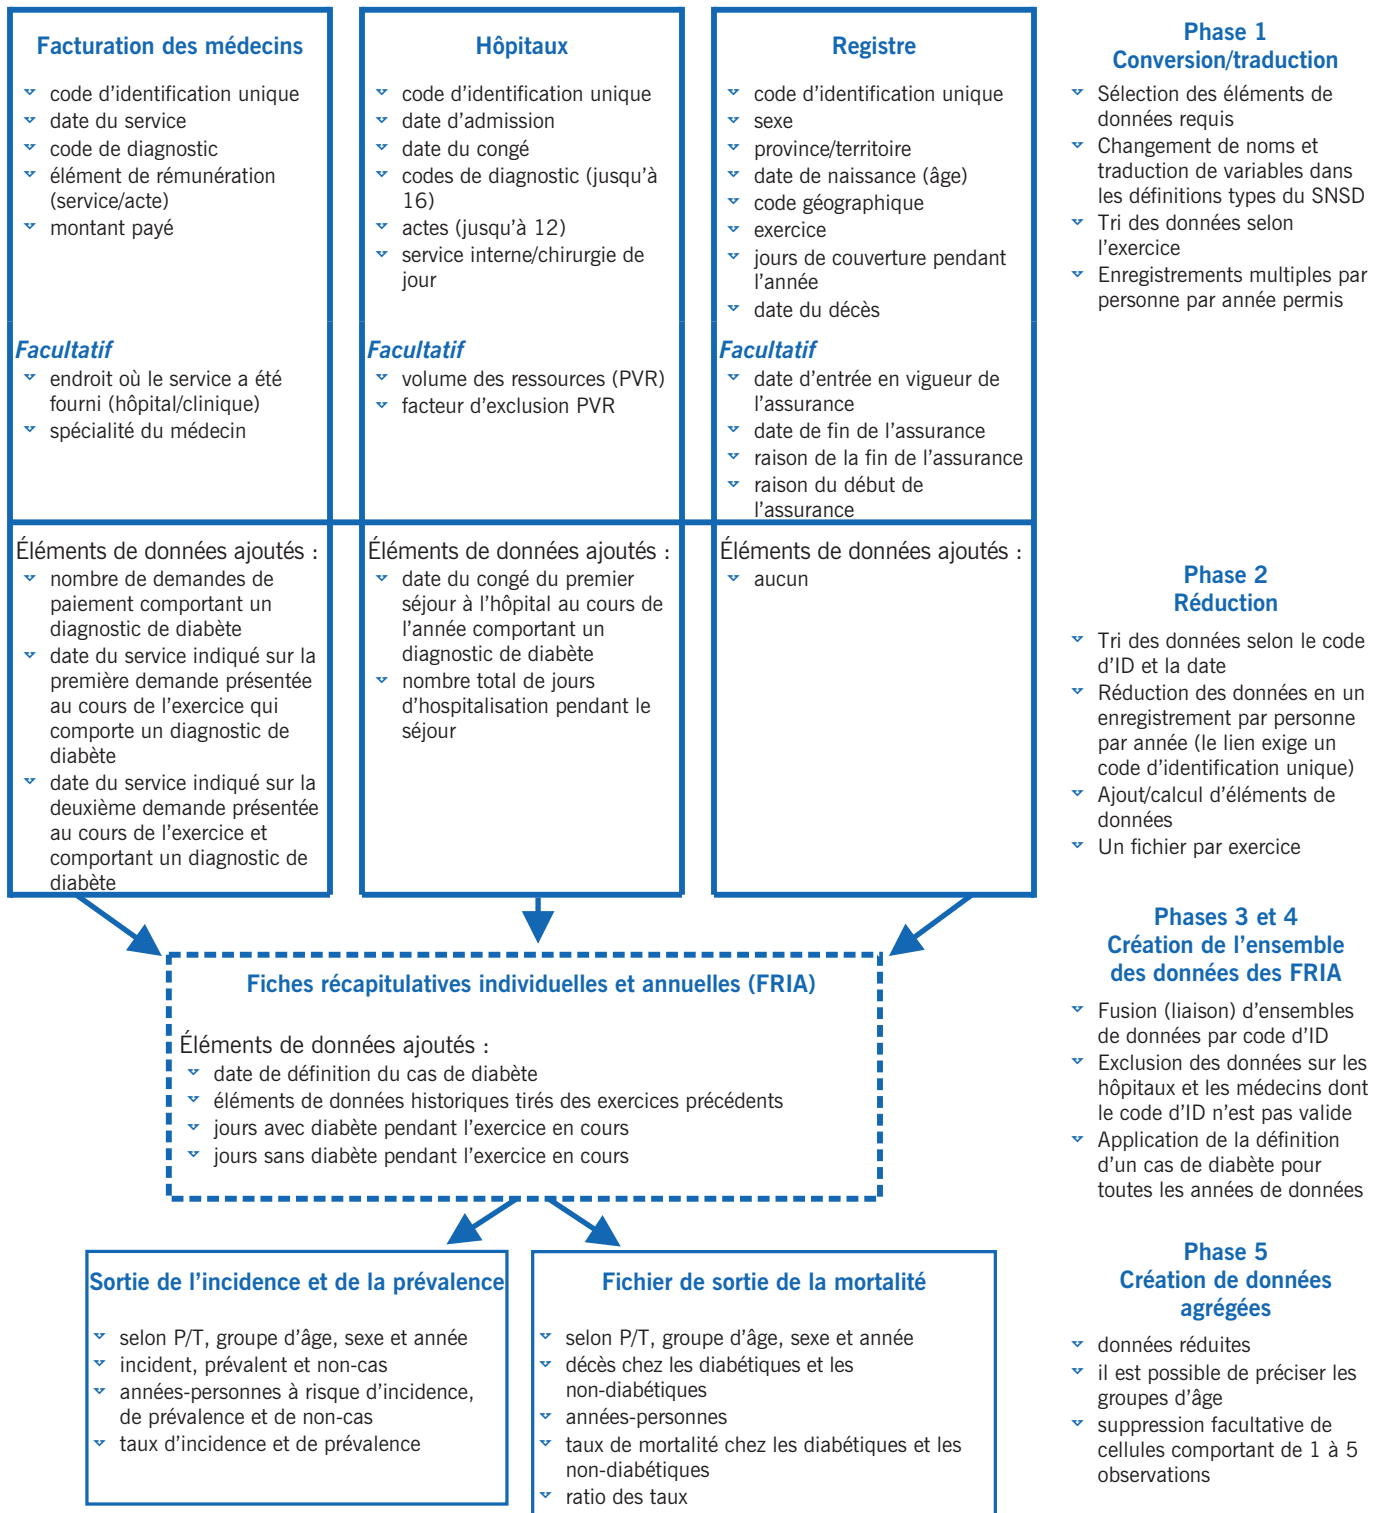 Facturation des médecins
code d'identification unique
date du service
code de diagnostic
élément de rémunération
(service/acte)
montant payé
Facultatif
endroit où le service a été
fourni (hôpital/clinique)
spécialité du médecin
Hôpitaux
code d'identification unique
date d'admission
date du congé
codes de diagnostic (jusqu'à
16)
actes (jusqu'à 12)
service interne/chirurgie de
jour
Facultatif
volume des ressources (PVR)
facteur d'exclusion PVR
Registre
code d'identification unique
sexe
province/territoire
date de naissance (âge)
code géographique
exercice
jours de couverture pendant
l'année
date du décès
Facultatif
date d'entrée en vigueur de
l'assurance
date de fin de l'assurance
raison de la fin de l'assurance
raison du début de
l'assurance
Phase 1
Conversion/traduction
Sélection des éléments de
données requis
Changement de noms et
traduction de variables dans
les définitions types du SNSD
Tri des données selon
l'exercice
Enregistrements multiples par
personne par année permis
Éléments de données ajoutés :
nombre de demandes de
paiement comportant un
diagnostic de diabète
date du service indiqué sur la
première demande présentée
au cours de l'exercice qui
comporte un diagnostic de
diabète
date du service indiqué sur la
deuxième demande présentée
au cours de l'exercice et
comportant un diagnostic de
diabète
Éléments de données ajoutés :
date du congé du premier
séjour à l'hôpital au cours de
l'année comportant un
diagnostic de diabète
nombre total de jours
d'hospitalisation pendant le
séjour
Éléments de données ajoutés :
aucun
Phase 2
Réduction
Tri des données selon le code
d'ID et la date
Réduction des données en un
enregistrement par personne
par année (le lien exige un
code d'identification unique)
Ajout/calcul d'éléments de
données
Un fichier par exercice
Fiches récapitulatives individuelles et annuelles (FRIA)
Éléments de données ajoutés :
date de définition du cas de diabète
éléments de données historiques tirés des exercices précédents
jours avec diabète pendant l'exercice en cours
jours sans diabète pendant l'exercice en cours
Phases 3 et 4
Création de l'ensemble
des données des FRIA
Fusion (liaison) d'ensembles
de données par code d'ID
Exclusion des données sur les
hôpitaux et les médecins dont
le code d'ID n'est pas valide
Application de la définition
d'un cas de diabète pour
toutes les années de données
Sortie de l'incidence et de la prévalence
selon P/T, groupe d'âge, sexe et année
incident, prévalent et non-cas
années-personnes à risque d'incidence,
de prévalence et de non-cas
taux d'incidence et de prévalence
Fichier de sortie de la mortalité
selon P/T, groupe d'âge, sexe et année
décès chez les diabétiques et les
non-diabétiques
années-personnes
taux de mortalité chez les diabétiques et les
non-diabétiques
ratio des taux
Phase 5
Création de données
agrégées
données réduites
il est possible de préciser les
groupes d'âge
suppression facultative de
cellules comportant de 1 à 5
observations